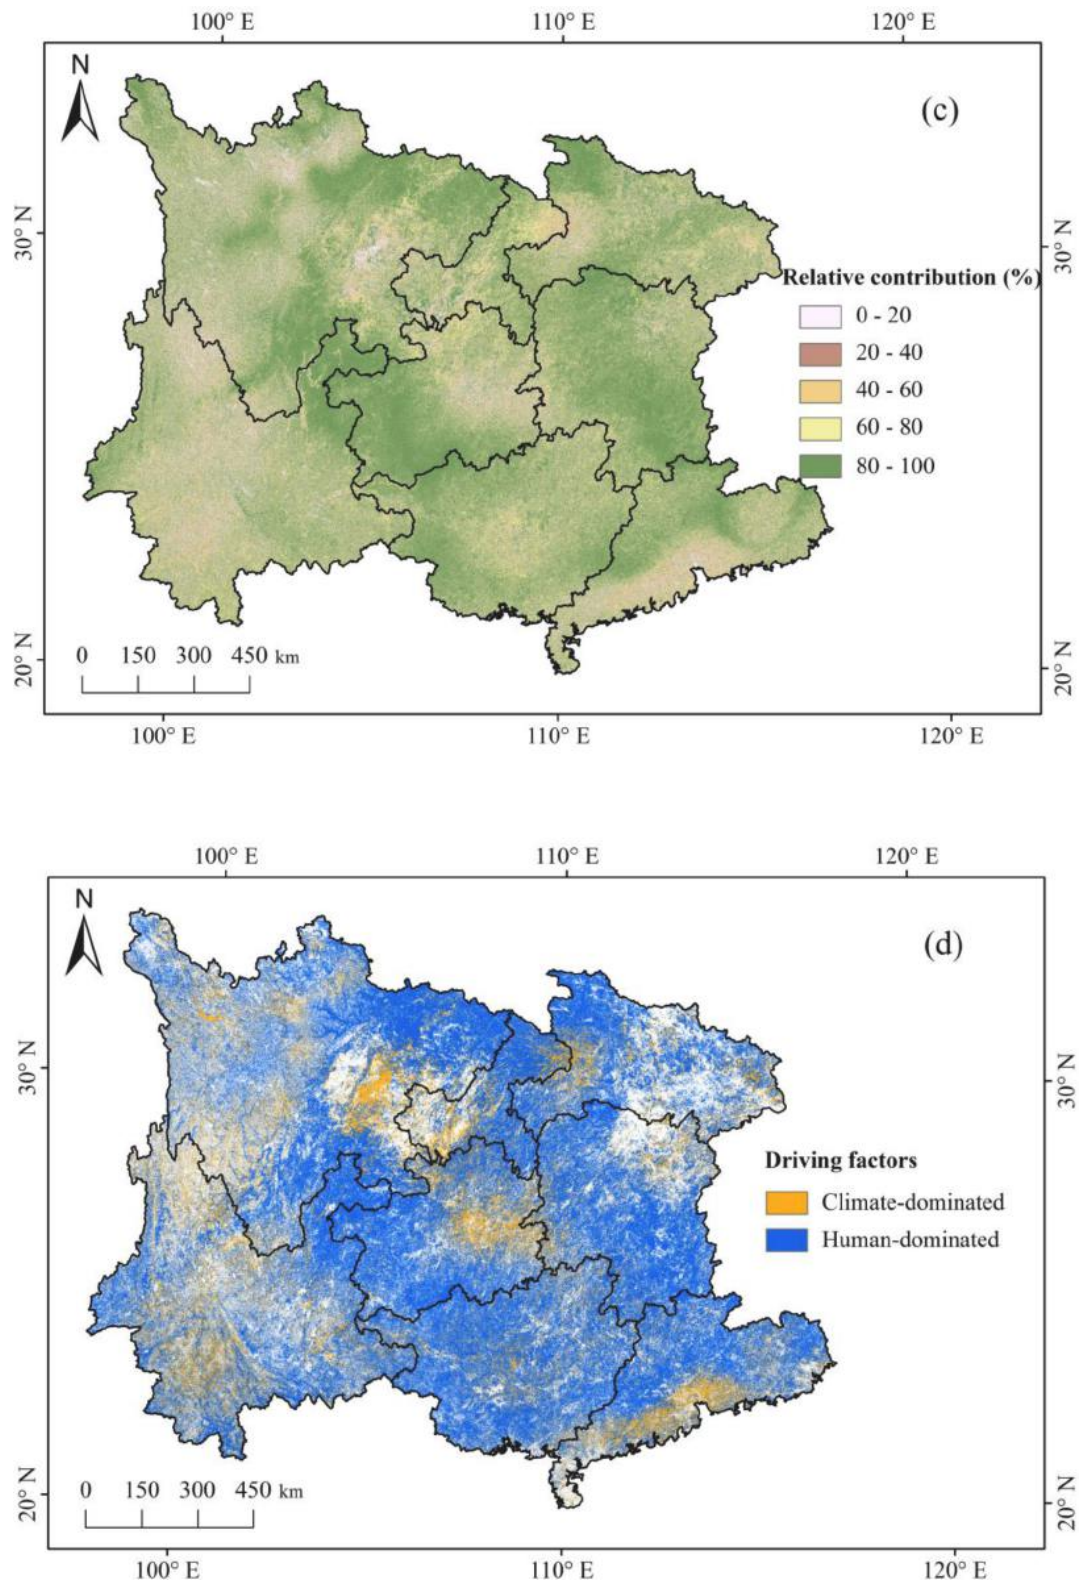 100° E 110° E 120° E
N
(c)
30° N 30° N
Relative contribution (%)
0 - 20
20 - 40
40 - 60
60 - 80
80 - 100
0 150 300 450 km
20° N 20° N
100° E 110° E 120° E
100° E 110° E 120° E
N
(d)
30° N 30° N
Driving factors
Climate-dominated
Human-dominated
0 150 300 450 km
20° N 20° N
100° E 110° E 120° E